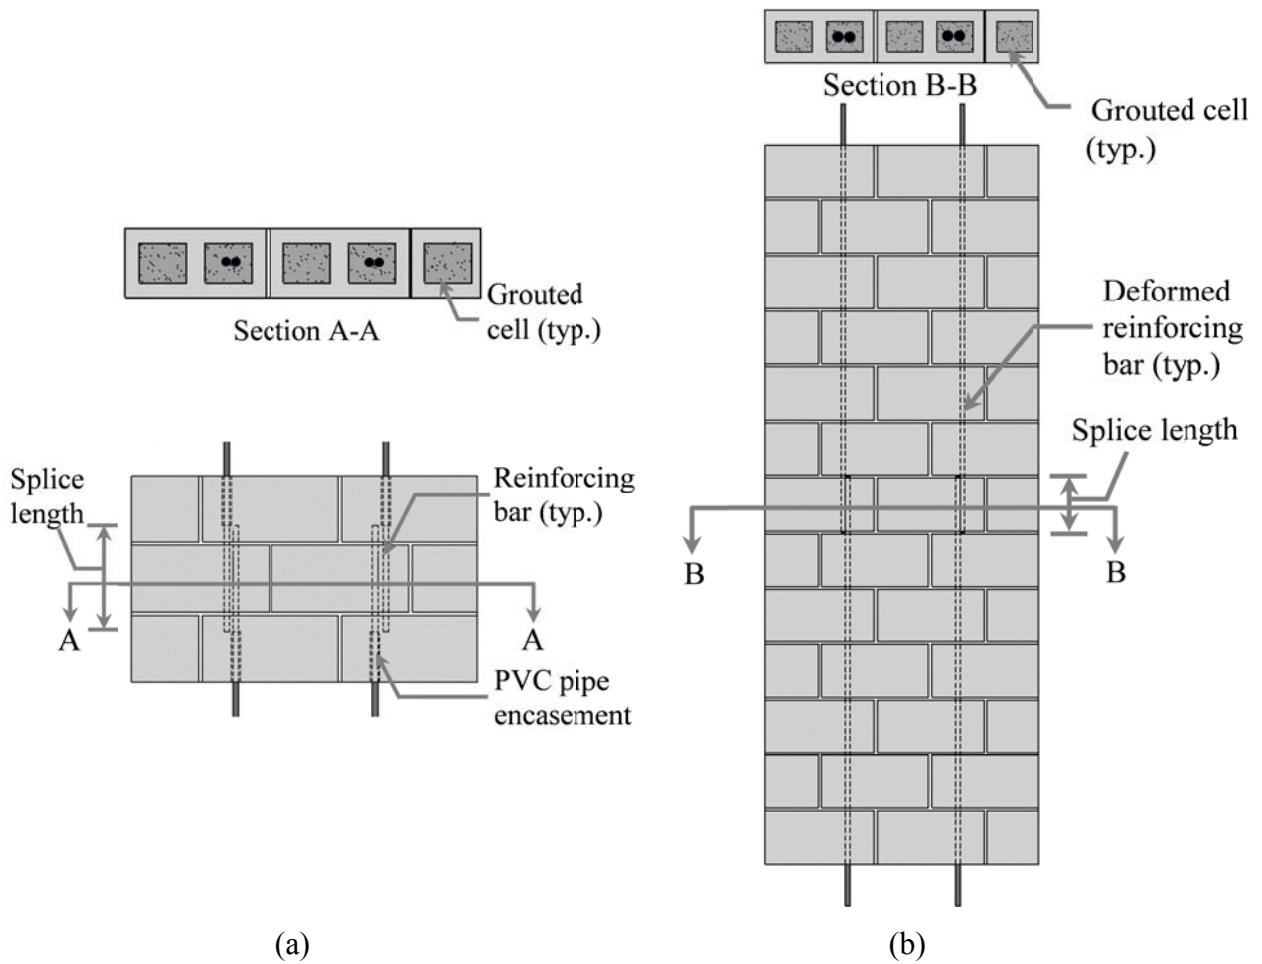 Section A-A
Grouted
cell (typ.)
Splice
length
Reinforcing
bar (typ.)
A
A
PVC pipe
encasement
(a)
Section B-B
Grouted cell
(typ.)
Deformed
reinforcing
bar (typ.)
Splice length
B
B
(b)